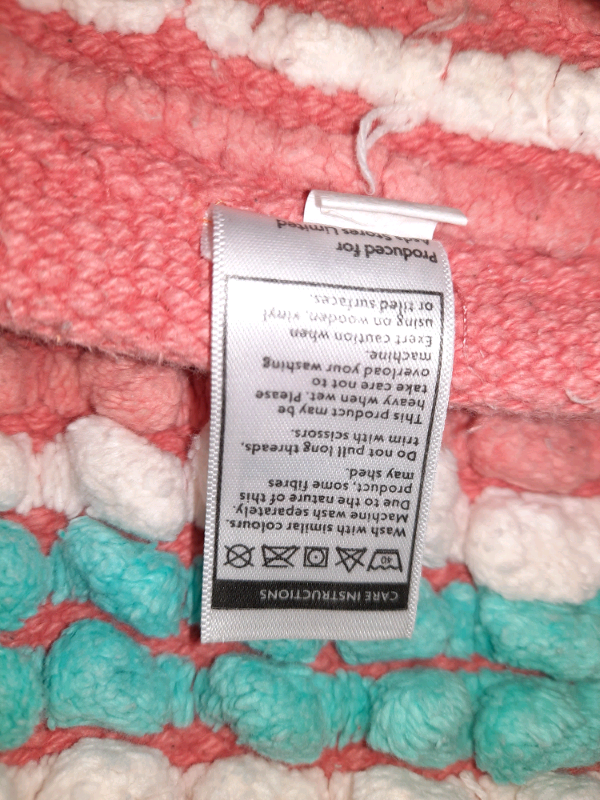 CARE INSTRUCTIONS
40
Wash with similar colours.
Machine wash separately.
Due to the nature of this
product, some fibres
may shed.
Do not pull long threads,
trim with scissors.
This product may be
heavy when wet. Please
take care not to
overload your washing
machine.
Exert caution when
using on wooden, vinyl
or tiled surfaces.
Produced for
Asda Stores Limited